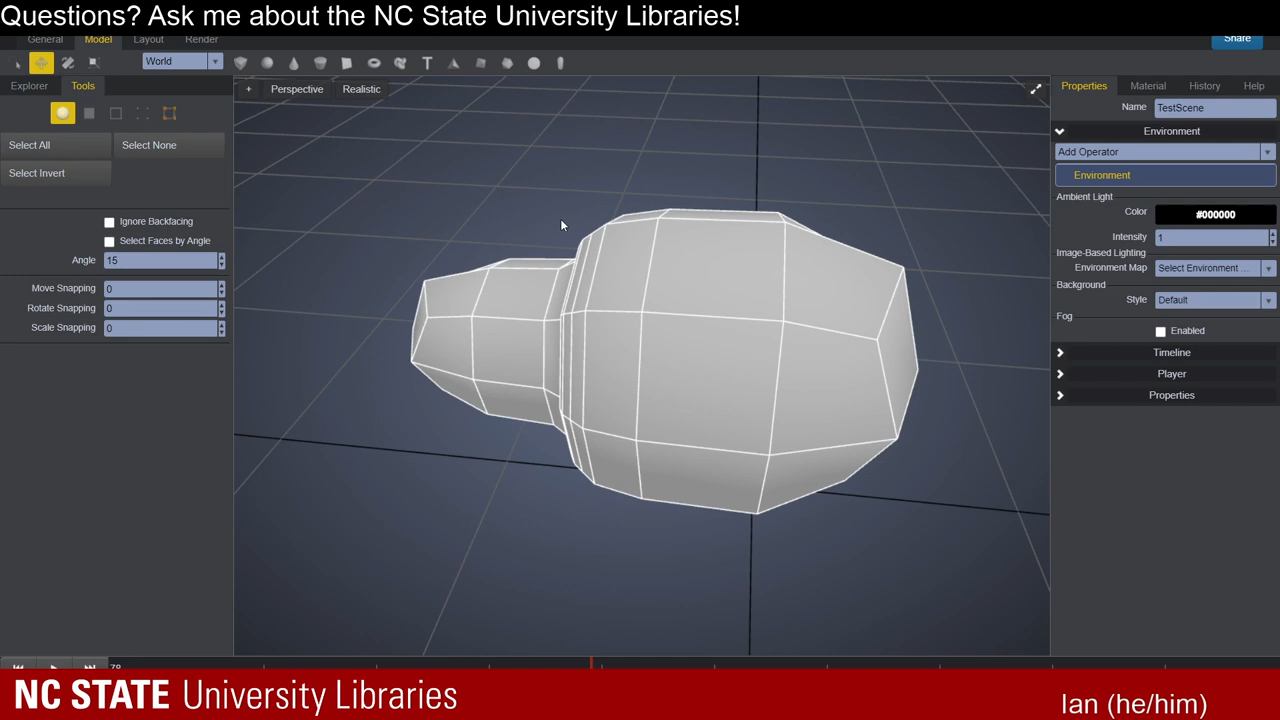 Questions? Ask me about the NC State University Libraries!
General Model Layout Render
Share
World
Explorer Tools
+ Perspective Realistic
Properties Material History Help
Name TestScene
Environment
Select All Select None
Add Operator
Select Invert
Environment
Ambient Light
Color #000000
Ignore Backfacing
Intensity 1
Select Faces by Angle
Image-Based Lighting
Angle 15
Environment Map Select Environment ...
Background
Move Snapping 0
Style Default
Rotate Snapping 0
Fog
Scale Snapping 0
Enabled
Timeline
Player
Properties
78
NC STATE University Libraries
Ian (he/him)